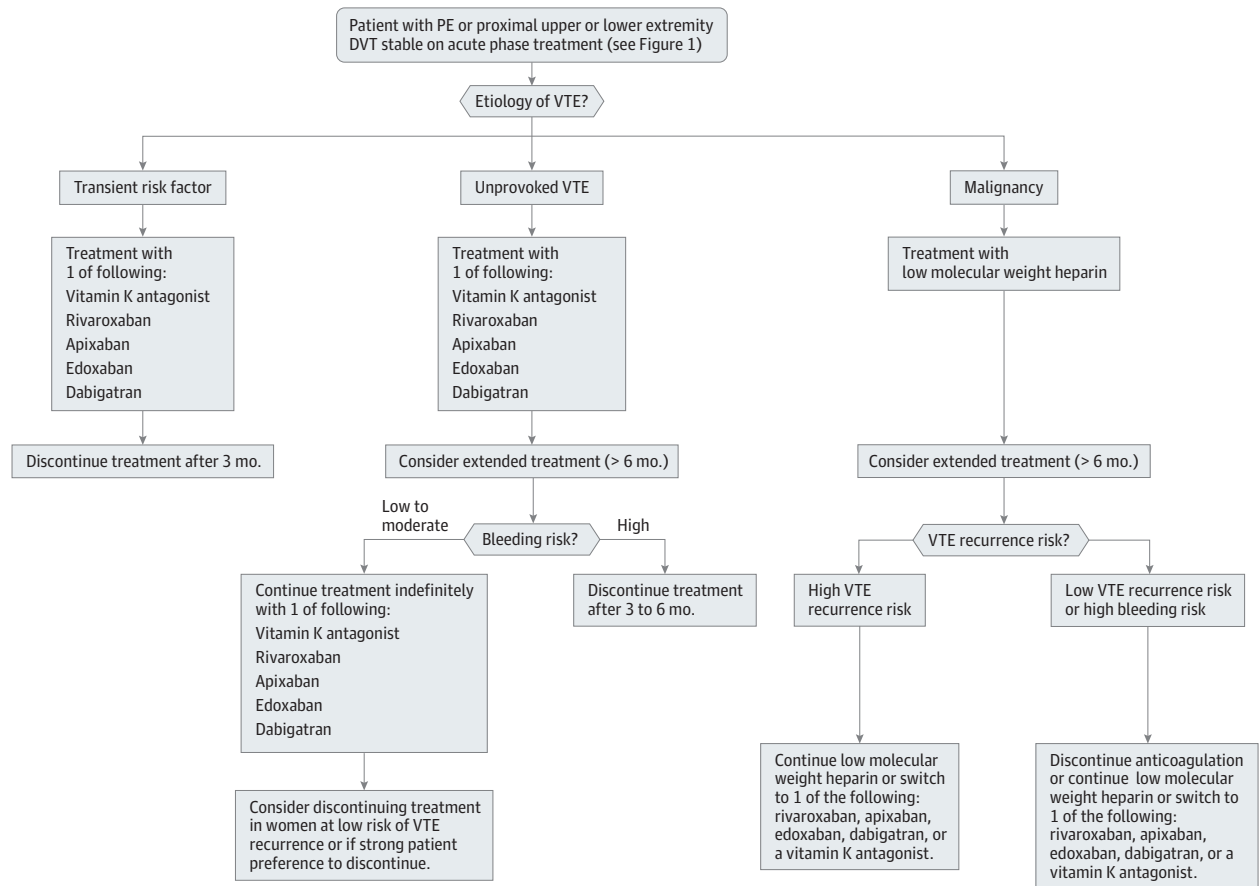 Patient with PE or proximal upper or lower extremity
DVT stable on acute phase treatment (see Figure 1)
Etiology of VTE?
Transient risk factor
Unprovoked VTE
Malignancy
Treatment with
1 of following:
Vitamin K antagonist
Rivaroxaban
Apixaban
Edoxaban
Dabigatran
Treatment with
1 of following:
Vitamin K antagonist
Rivaroxaban
Apixaban
Edoxaban
Dabigatran
Treatment with
low molecular weight heparin
Discontinue treatment after 3 mo.
Consider extended treatment (> 6 mo.)
Consider extended treatment (> 6 mo.)
Low to
moderate
Bleeding risk?
High
VTE recurrence risk?
Continue treatment indefinitely
with 1 of following:
Vitamin K antagonist
Rivaroxaban
Apixaban
Edoxaban
Dabigatran
Discontinue treatment
after 3 to 6 mo.
High VTE
recurrence risk
Low VTE recurrence risk
or high bleeding risk
Consider discontinuing treatment
in women at low risk of VTE
recurrence or if strong patient
preference to discontinue.
Continue low molecular
weight heparin or switch
to 1 of the following:
rivaroxaban, apixaban,
edoxaban, dabigatran, or
a vitamin K antagonist.
Discontinue anticoagulation
or continue low molecular
weight heparin or switch to
1 of the following:
rivaroxaban, apixaban,
edoxaban, dabigatran, or a
vitamin K antagonist.